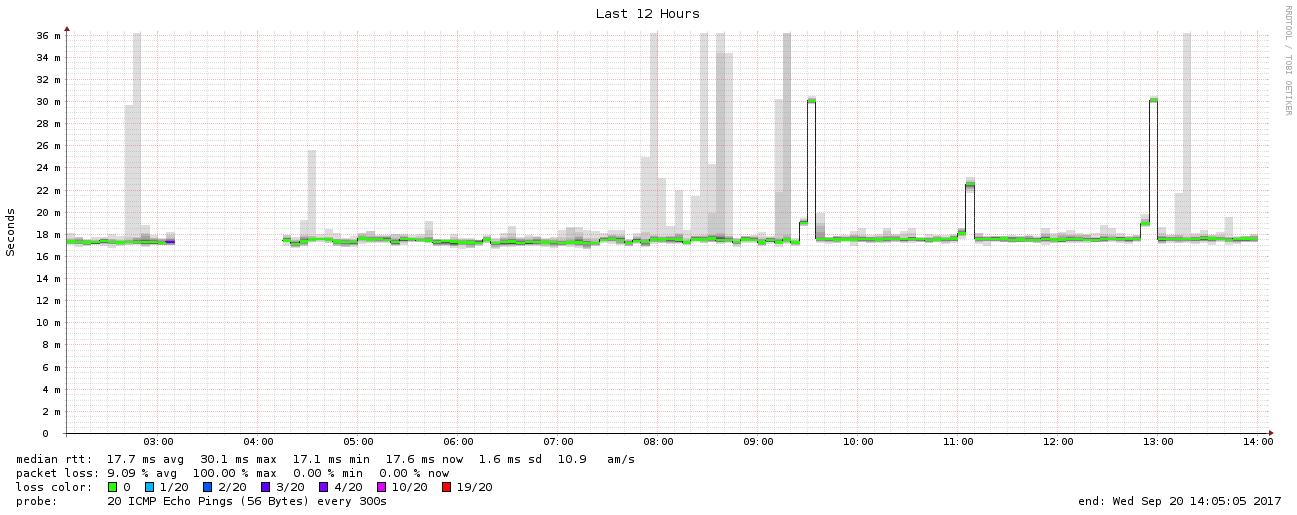 Last 12 Hours
RRDTOOL / TOBI OETIKER
Seconds
36 m
34 m
32 m
30 m
28 m
26 m
24 m
22 m
20 m
18 m
16 m
14 m
12 m
10 m
8 m
6 m
4 m
2 m
0
03:00 04:00 05:00 06:00 07:00 08:00 09:00 10:00 11:00 12:00 13:00 14:00
median rtt: 17.7 ms avg 30.1 ms max 17.1 ms min 17.6 ms now 1.6 ms sd 10.9 am/s
packet loss: 9.09 % avg 100.00 % max 0.00 % min 0.00 % now
loss color: 0 1/20 2/20 3/20 4/20 10/20 19/20
probe: 20 ICMP Echo Pings (56 Bytes) every 300s end: Wed Sep 20 14:05:05 2017